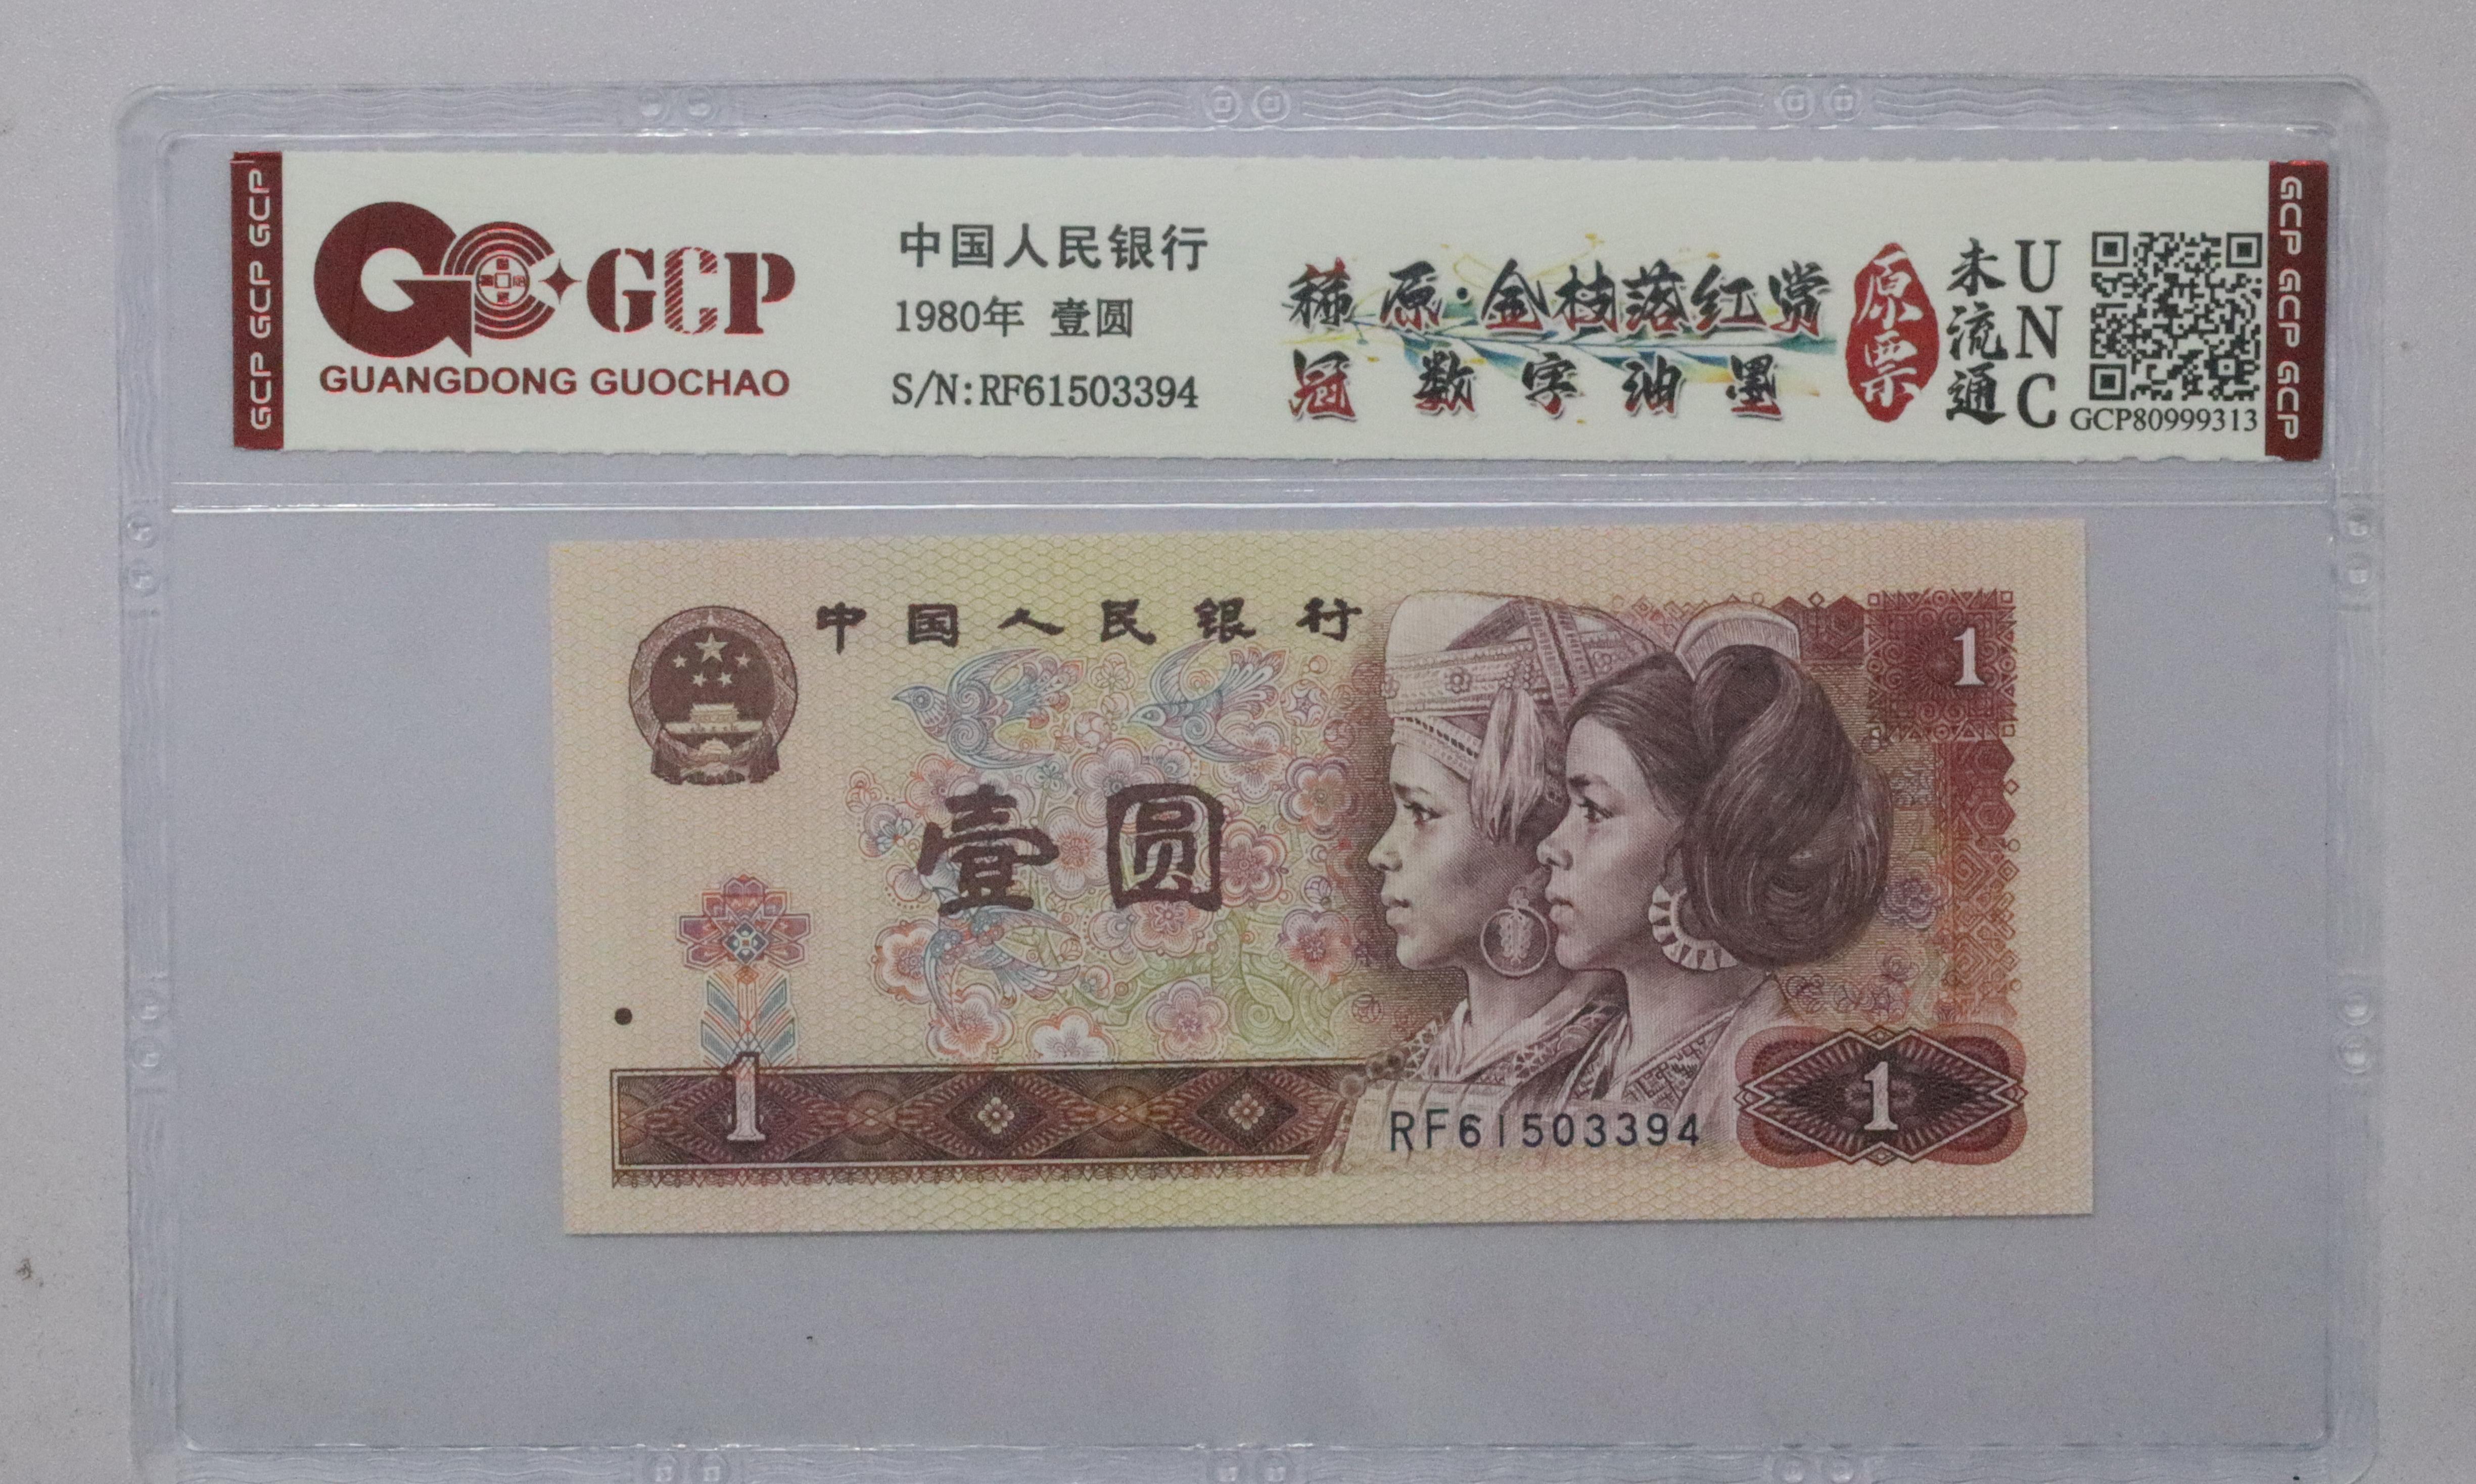 GCP GCP GCP
GCP
GUANGDONG GUOCHAO
中国人民银行
1980年 壹圆
S/N:RF61503394
稀原·金枝落红赏
冠数字油墨
原票
未流通
UNC
GCP80999313
GCP GCP GCP
中国人民银行
1
壹圆
1
1
RF61503394